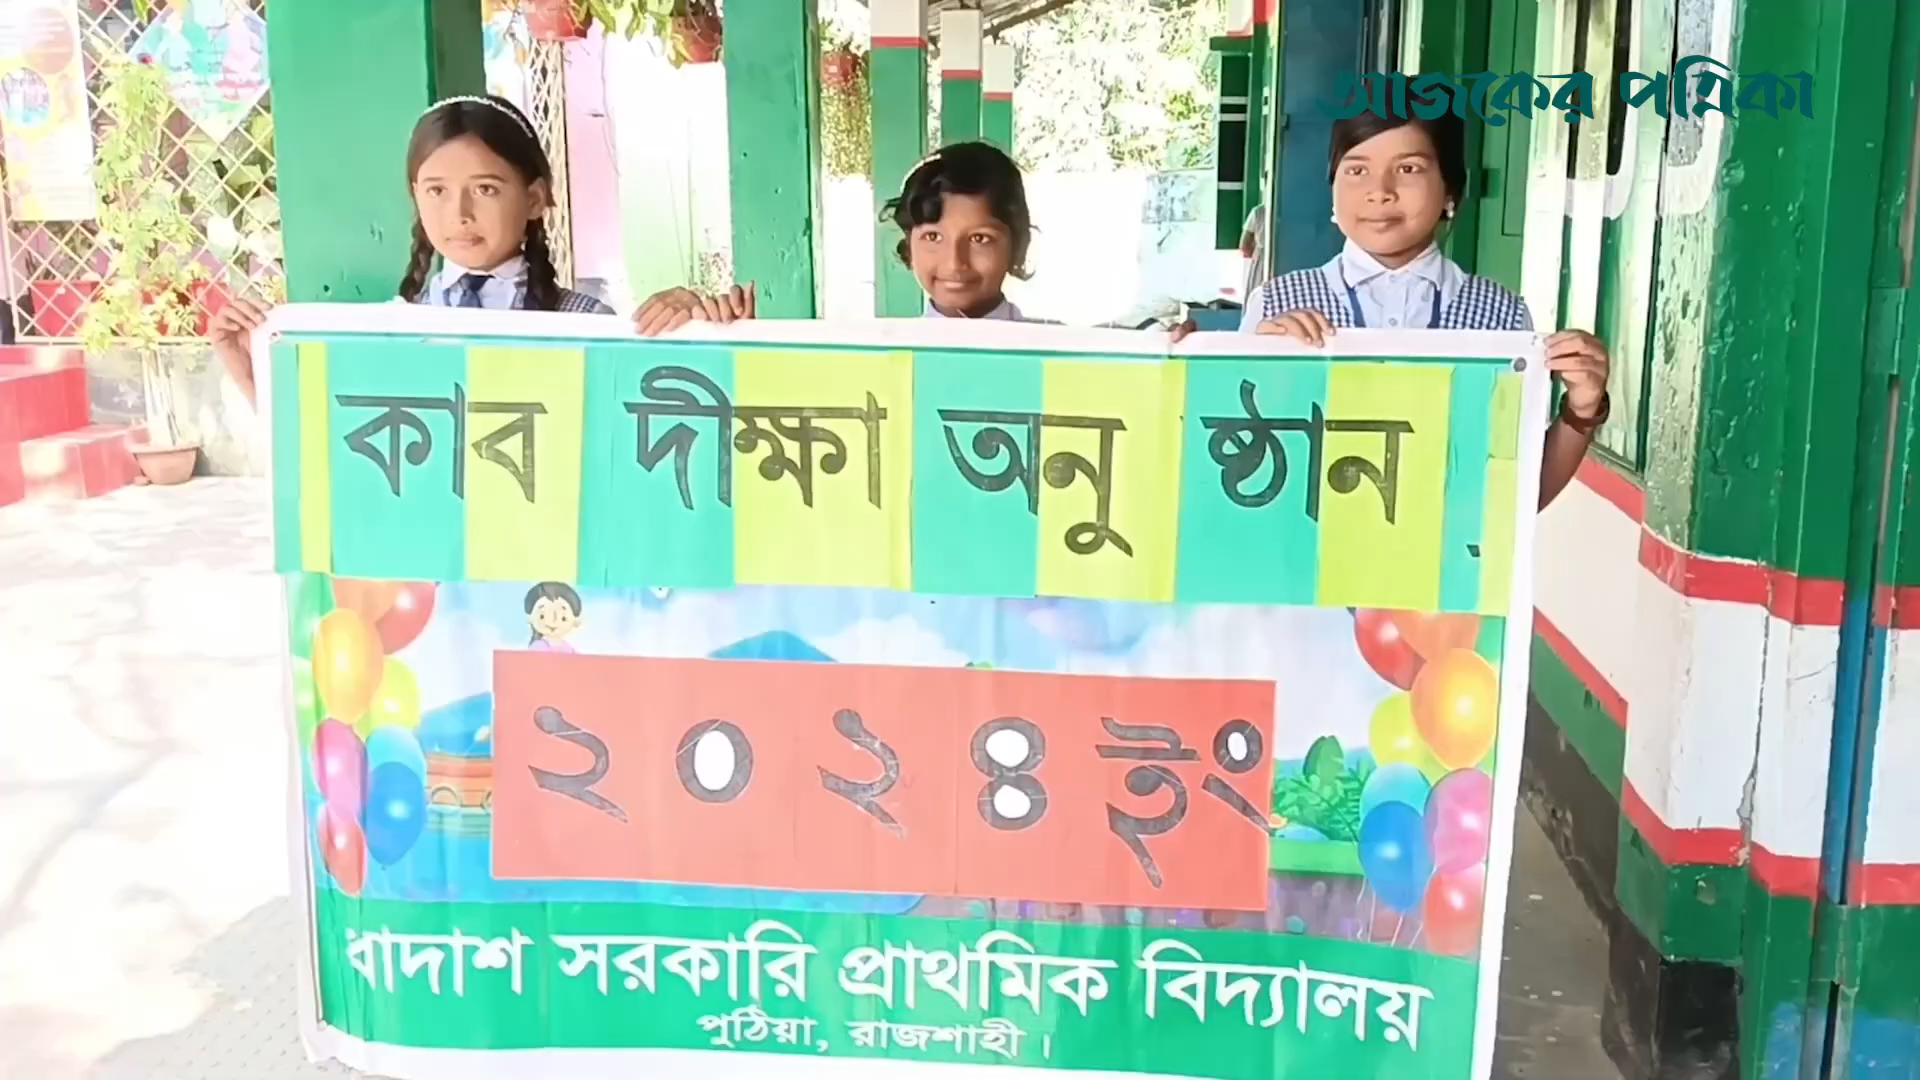 আজকের পত্রিকা
কাব দীক্ষা অনুষ্ঠান
২০২৪ইং
ধাদাশ সরকারি প্রাথমিক বিদ্যালয়
পুঠিয়া, রাজশাহী।